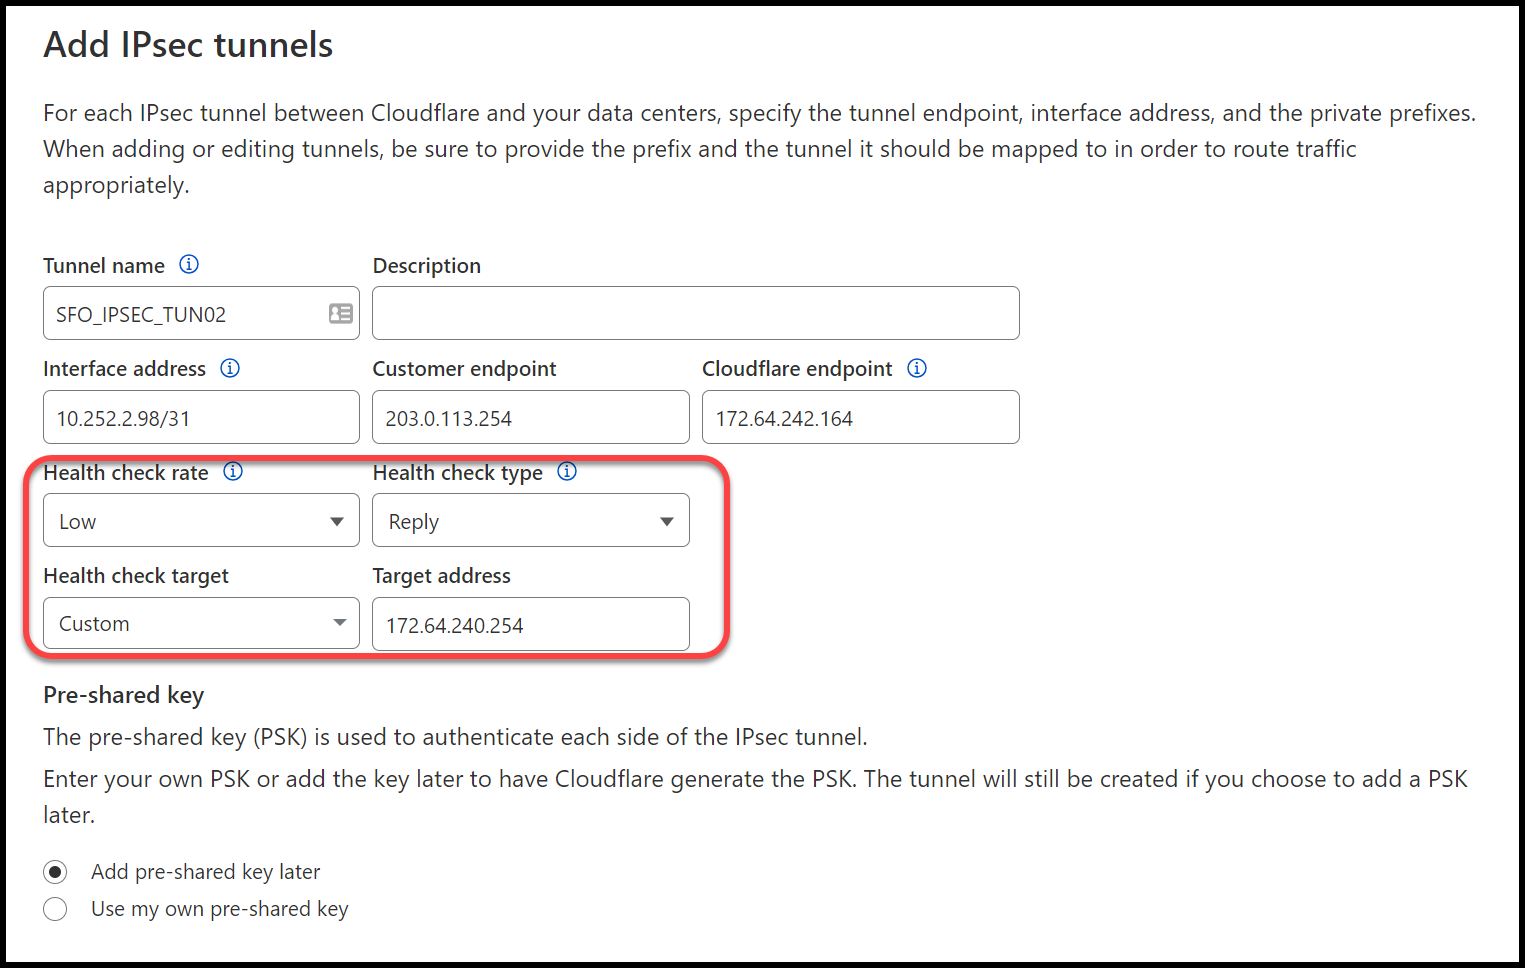 Add IPsec tunnels
For each IPsec tunnel between Cloudflare and your data centers, specify the tunnel endpoint, interface address, and the private prefixes.
When adding or editing tunnels, be sure to provide the prefix and the tunnel it should be mapped to in order to route traffic
appropriately.
Tunnel name Description
SFO_IPSEC_TUN02
Interface address Customer endpoint Cloudflare endpoint
10.252.2.98/31 203.0.113.254 172.64.242.164
Health check rate Health check type
Low Reply
Health check target Target address
Custom 172.64.240.254
Pre-shared key
The pre-shared key (PSK) is used to authenticate each side of the IPsec tunnel.
Enter your own PSK or add the key later to have Cloudflare generate the PSK. The tunnel will still be created if you choose to add a PSK
later.
Add pre-shared key later
Use my own pre-shared key